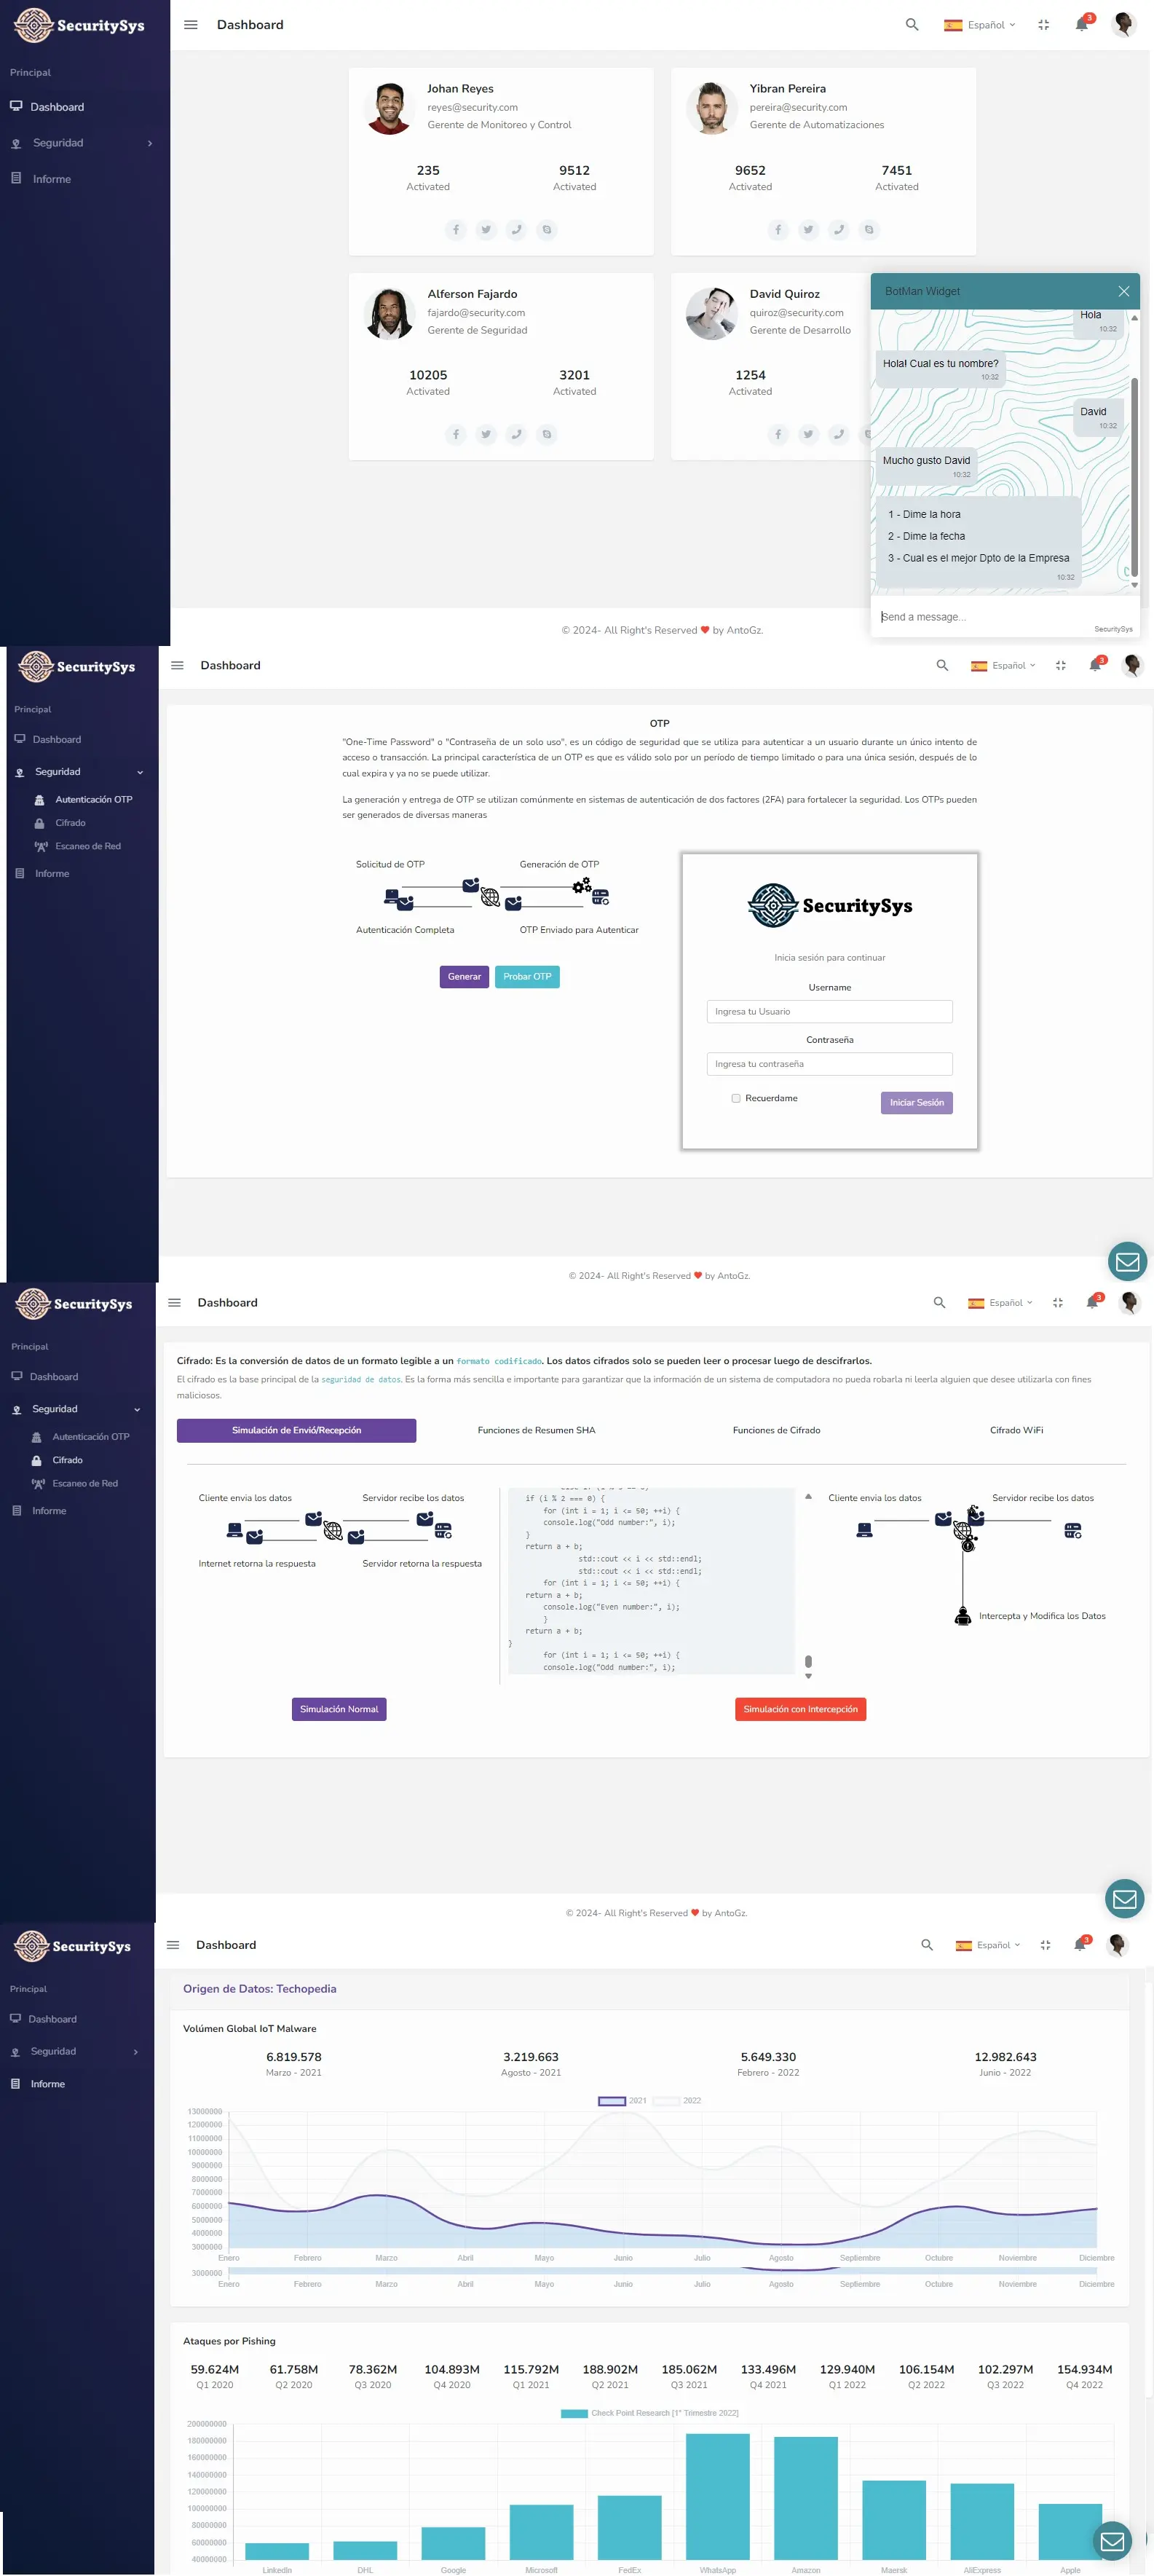 SecuritySys
Dashboard
Español
3
Principal
Dashboard
Seguridad
Informe
Johan Reyes
reyes@security.com
Gerente de Monitoreo y Control
235
9512
Activated
Activated
Yibran Pereira
pereira@security.com
Gerente de Automatizaciones
9652
7451
Activated
Activated
Alferson Fajardo
fajardo@security.com
Gerente de Seguridad
10205
3201
Activated
Activated
David Quiroz
quiroz@security.com
Gerente de Desarrollo
1254
Activated
BotMan Widget
Hola
10:32
Hola! Cual es tu nombre?
10:32
David
10:32
Mucho gusto David
10:32
1 - Dime la hora
2 - Dime la fecha
3 - Cual es el mejor Dpto de la Empresa
10:32
Send a message...
SecuritySys
© 2024- All Right's Reserved ❤ by AntoGz.
SecuritySys
Dashboard
Español
3
Principal
Dashboard
Seguridad
Autenticación OTP
Cifrado
Escaneo de Red
Informe
OTP
"One-Time Password" o "Contraseña de un solo uso", es un código de seguridad que se utiliza para autenticar a un usuario durante un único intento de
acceso o transacción. La principal característica de un OTP es que es válido solo por un período de tiempo limitado o para una única sesión, después de lo
cual expira y ya no se puede utilizar.
La generación y entrega de OTP se utilizan comúnmente en sistemas de autenticación de dos factores (2FA) para fortalecer la seguridad. Los OTPs pueden
ser generados de diversas maneras
Solicitud de OTP
Generación de OTP
Autenticación Completa
OTP Enviado para Autenticar
Generar
Probar OTP
SecuritySys
Inicia sesión para continuar
Username
Ingresa tu Usuario
Contraseña
Ingresa tu contraseña
Recuerdame
Iniciar Sesión
© 2024- All Right's Reserved ❤ by AntoGz.
SecuritySys
Dashboard
Español
3
Principal
Dashboard
Seguridad
Autenticación OTP
Cifrado
Escaneo de Red
Informe
Cifrado: Es la conversión de datos de un formato legible a un formato codificado. Los datos cifrados solo se pueden leer o procesar luego de descifrarlos.
El cifrado es la base principal de la seguridad de datos. Es la forma más sencilla e importante para garantizar que la información de un sistema de computadora no pueda robarla ni leerla alguien que desee utilizarla con fines
maliciosos.
Simulación de Envió/Recepción
Funciones de Resumen SHA
Funciones de Cifrado
Cifrado WiFi
Cliente envia los datos
Servidor recibe los datos
Internet retorna la respuesta
Servidor retorna la respuesta
if (i % 2 === 0) {
for (int i = 1; i <= 50; ++i) {
console.log("Odd number:", i);
}
return a + b;
std::cout << i << std::endl;
std::cout << i << std::endl;
for (int i = 1; i <= 50; ++i) {
return a + b;
console.log("Even number:", i);
}
return a + b;
}
for (int i = 1; i <= 50; ++i) {
console.log("Odd number:", i);
Cliente envia los datos
Servidor recibe los datos
Intercepta y Modifica los Datos
Simulación Normal
Simulación con Intercepción
© 2024- All Right's Reserved ❤ by AntoGz.
SecuritySys
Dashboard
Español
3
Principal
Dashboard
Seguridad
Informe
Origen de Datos: Techopedia
Volúmen Global IoT Malware
6.819.578
3.219.663
5.649.330
12.982.643
Marzo - 2021
Agosto - 2021
Febrero - 2022
Junio - 2022
2021
2022
13000000
12000000
11000000
10000000
9000000
8000000
7000000
6000000
5000000
4000000
3000000
Enero Febrero Marzo Abril Mayo Junio Julio Agosto Septiembre Octubre Noviembre Diciembre
3000000
Enero Febrero Marzo Abril Mayo Junio Julio Agosto Septiembre Octubre Noviembre Diciembre
Ataques por Pishing
59.624M 61.758M 78.362M 104.893M 115.792M 188.902M 185.062M 133.496M 129.940M 106.154M 102.297M 154.934M
Q1 2020 Q2 2020 Q3 2020 Q4 2020 Q1 2021 Q2 2021 Q3 2021 Q4 2021 Q1 2022 Q2 2022 Q3 2022 Q4 2022
Check Point Research [1° Trimestre 2022]
200000000
180000000
160000000
140000000
120000000
100000000
80000000
60000000
40000000
Linkedin DHL Google Microsoft FedEx WhatsApp Amazon Maersk AliExpress Apple